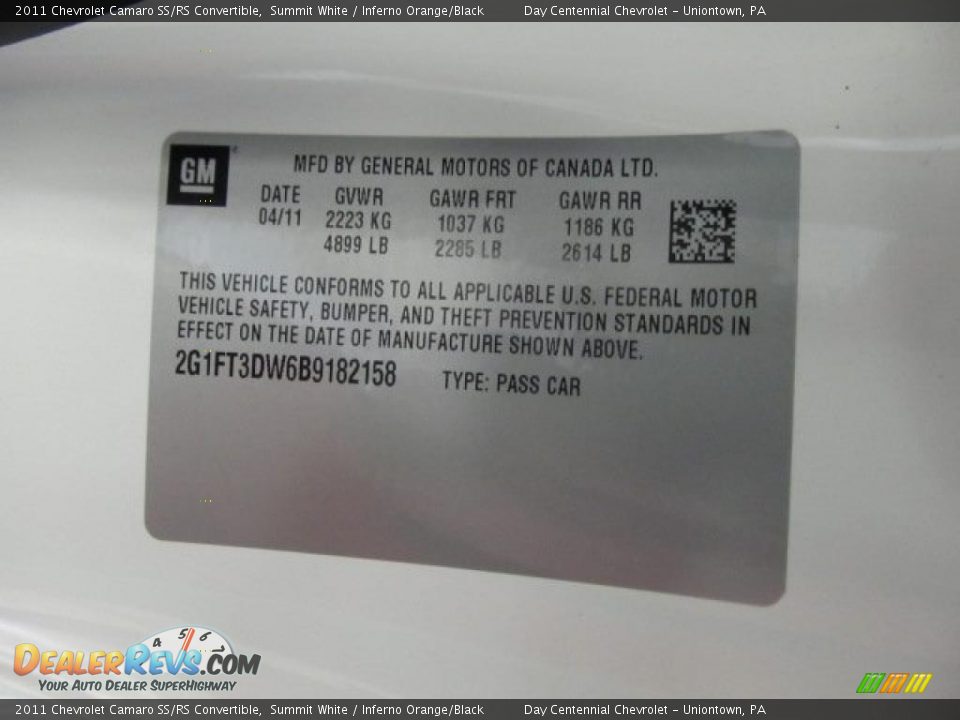 2011 Chevrolet Camaro SS/RS Convertible, Summit White / Inferno Orange/Black Day Centennial Chevrolet - Uniontown, PA
GM
MFD BY GENERAL MOTORS OF CANADA LTD.
DATE GVWR GAWR FRT GAWR RR
04/11 2223 KG 1037 KG 1186 KG
4899 LB 2285 LB 2614 LB
THIS VEHICLE CONFORMS TO ALL APPLICABLE U.S. FEDERAL MOTOR
VEHICLE SAFETY, BUMPER, AND THEFT PREVENTION STANDARDS IN
EFFECT ON THE DATE OF MANUFACTURE SHOWN ABOVE.
2G1FT3DW6B9182158 TYPE: PASS CAR
4 5 6
DEALERREVS.COM
YOUR AUTO DEALER SUPERHIGHWAY
2011 Chevrolet Camaro SS/RS Convertible, Summit White / Inferno Orange/Black Day Centennial Chevrolet - Uniontown, PA